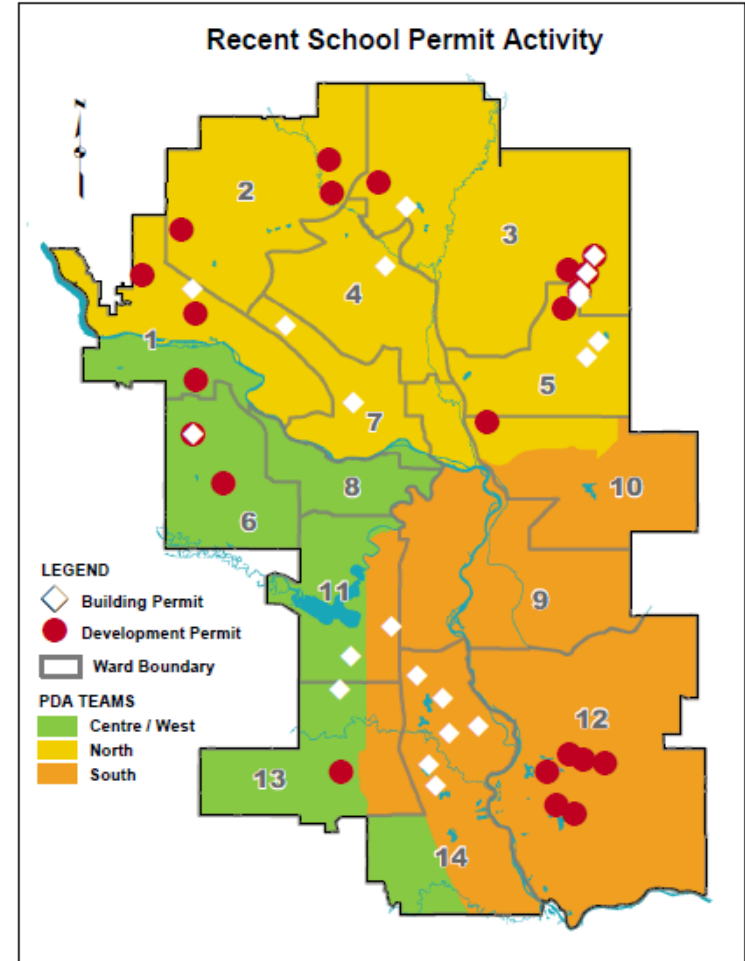 Recent School Permit Activity
N
2
3
4
1
5
7
10
8
6
11
9
12
13
14
LEGEND
Building Permit
Development Permit
Ward Boundary
PDA TEAMS
Centre / West
North
South